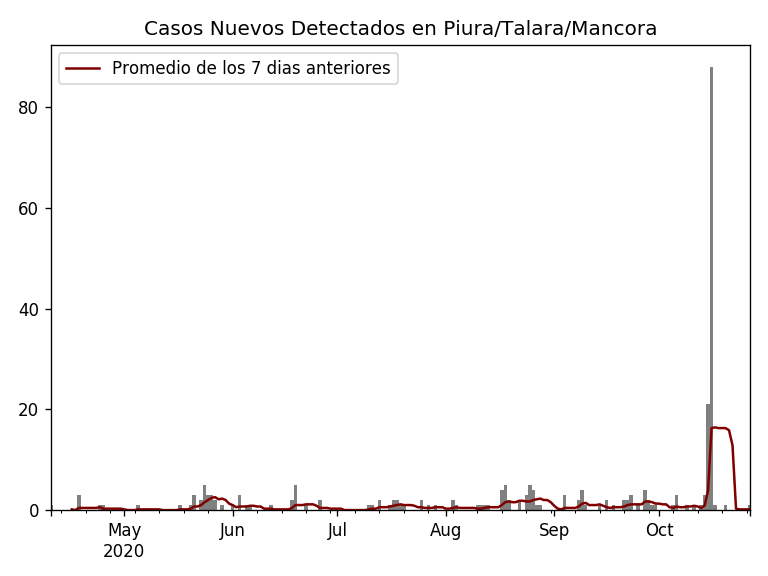 Casos Nuevos Detectados en Piura/Talara/Mancora
Promedio de los 7 dias anteriores
80
60
40
20
0
May Jun Jul Aug Sep Oct
2020